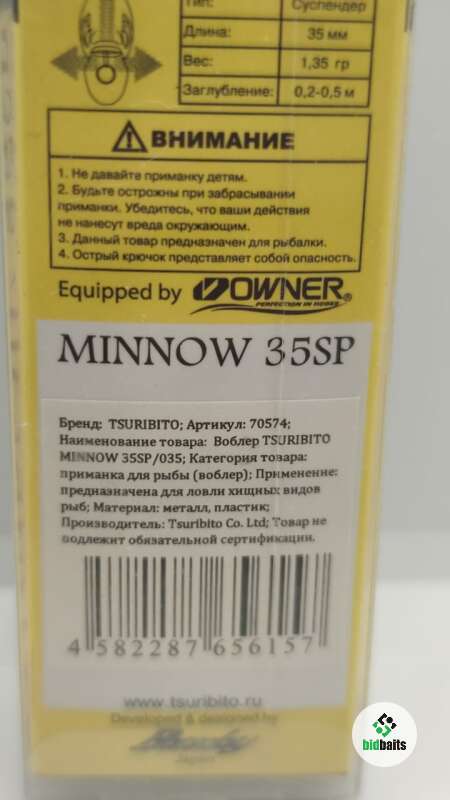 Тип: Суспендер
Длина: 35 мм
Вес: 1,35 гр
Заглубление: 0,2-0,5 м
ВНИМАНИЕ
1. Не давайте приманку детям.
2. Будьте острожны при забрасывании
приманки. Убедитесь, что ваши действия
не нанесут вреда окружающим.
3. Данный товар предназначен для рыбалки.
4. Острый крючок представляет собой опасность.
Equipped by OWNER
PERFECTION IN HOOKS
MINNOW 35SP
Бренд: TSURIBITO; Артикул: 70574;
Наименование товара: Воблер TSURIBITO
MINNOW 35SP/035; Категория товара:
приманка для рыбы (воблер); Применение:
предназначена для ловли хищных видов
рыб; Материал: металл, пластик;
Производитель: Tsuribito Co. Ltd; Товар не
подлежит обязательной сертификации.
4 582287 656157
www.tsuribito.ru
Developed & designed by
Japan
bidbaits